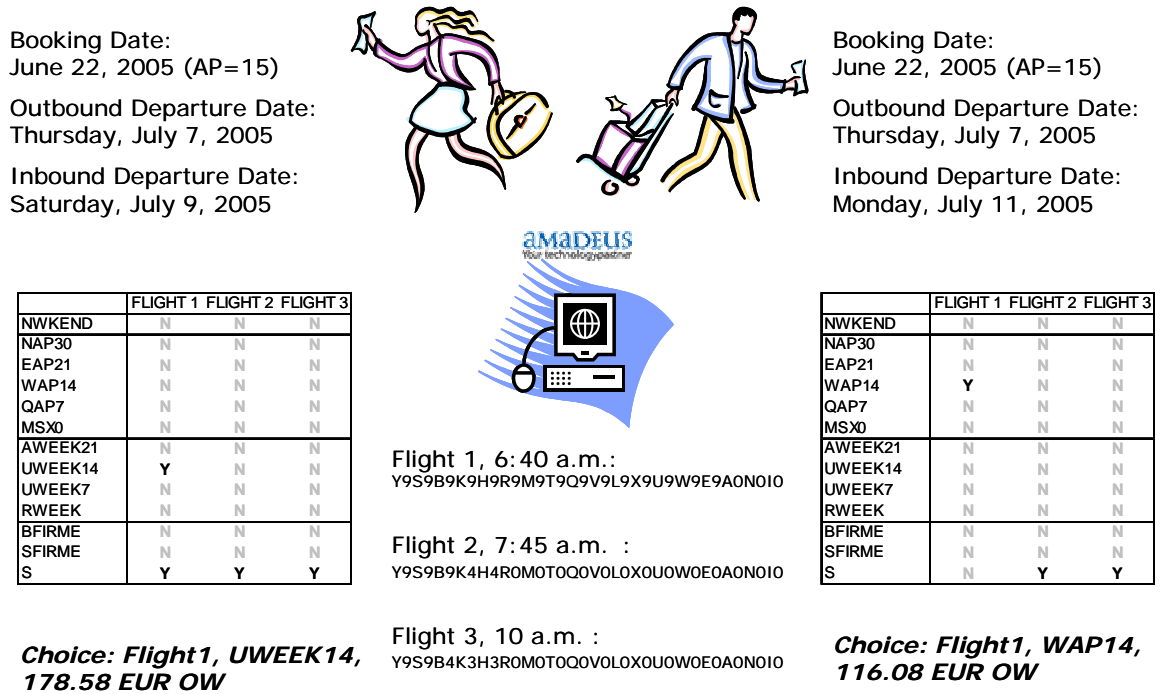 Booking Date:
June 22, 2005 (AP=15)
Outbound Departure Date:
Thursday, July 7, 2005
Inbound Departure Date:
Saturday, July 9, 2005
Booking Date:
June 22, 2005 (AP=15)
Outbound Departure Date:
Thursday, July 7, 2005
Inbound Departure Date:
Monday, July 11, 2005
amadeus
Your technology partner
FLIGHT 1 FLIGHT 2 FLIGHT 3
NWKEND N N N
NAP30 N N N
EAP21 N N N
WAP14 N N N
QAP7 N N N
MSX0 N N N
AWEEK21 N N N
UWEEK14 Y N N
UWEEK7 N N N
RWEEK N N N
BFIRME N N N
SFIRME N N N
S Y Y Y
Choice: Flight1, UWEEK14,
178.58 EUR OW
Flight 1, 6:40 a.m.:
Y9S9B9K9H9R9M9T9Q9V9L9X9U9W9E9A0N0I0
Flight 2, 7:45 a.m. :
Y9S9B9K4H4R0M0T0Q0V0L0X0U0W0E0A0N0I0
Flight 3, 10 a.m. :
Y9S9B4K3H3R0M0T0Q0V0L0X0U0W0E0A0N0I0
FLIGHT 1 FLIGHT 2 FLIGHT 3
NWKEND N N N
NAP30 N N N
EAP21 N N N
WAP14 Y N N
QAP7 N N N
MSX0 N N N
AWEEK21 N N N
UWEEK14 N N N
UWEEK7 N N N
RWEEK N N N
BFIRME N N N
SFIRME N N N
S N Y Y
Choice: Flight1, WAP14,
116.08 EUR OW